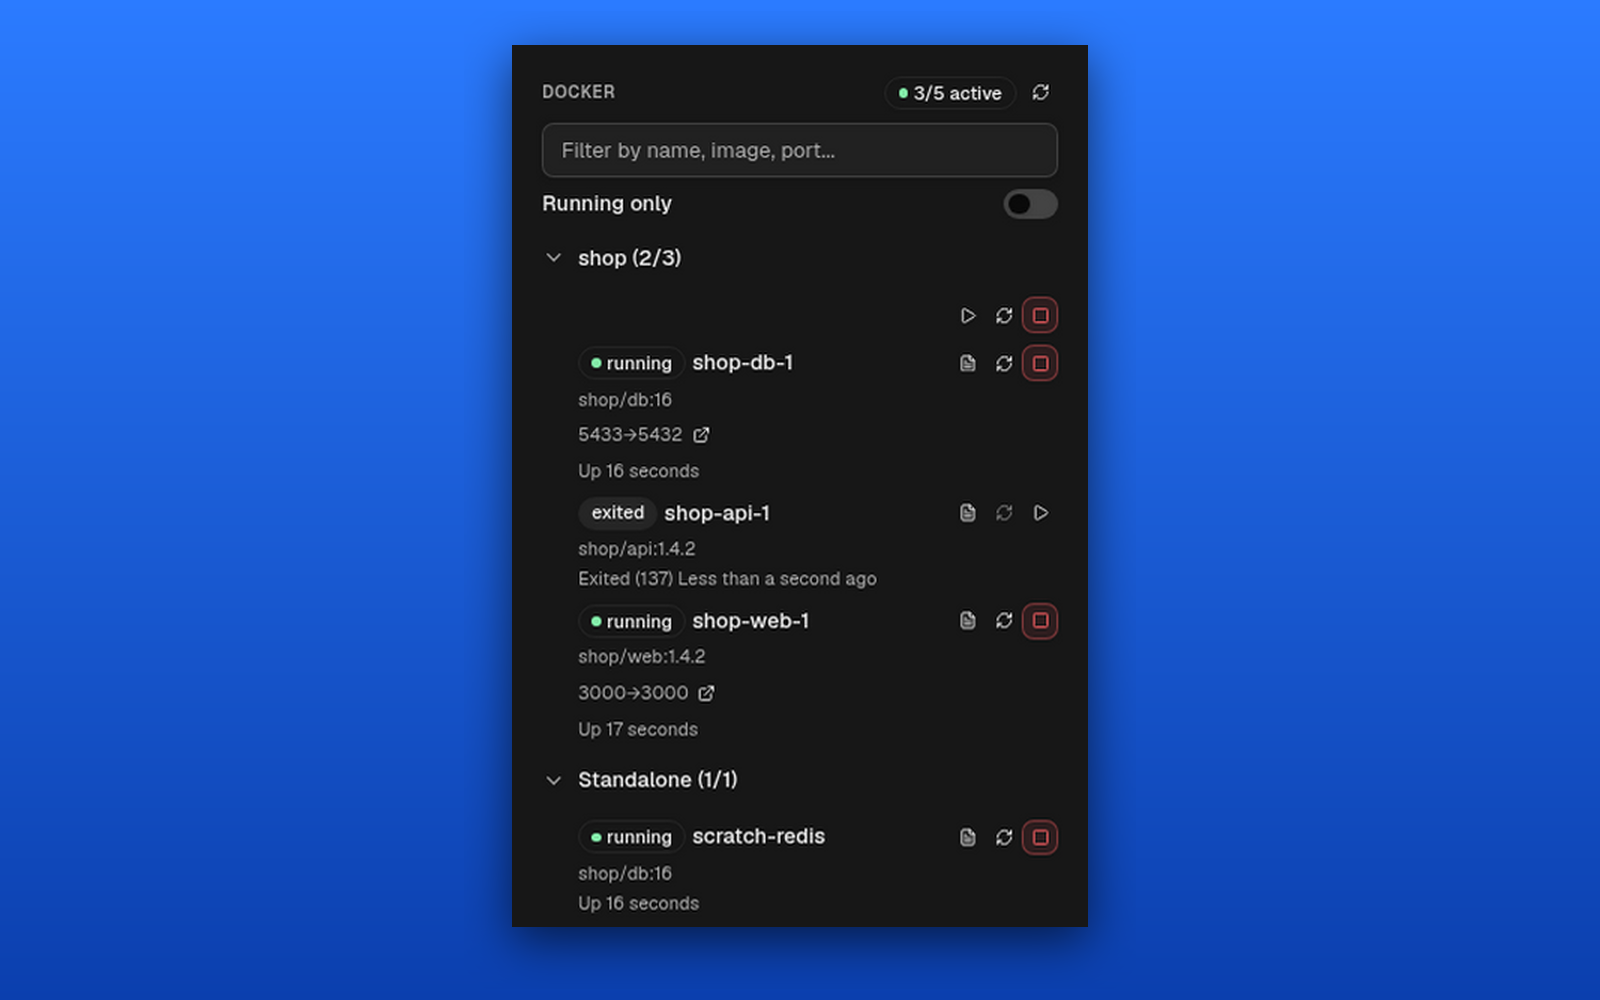 DOCKER
3/5 active
Filter by name, image, port...
Running only
shop (2/3)
running shop-db-1
shop/db:16
5433→5432
Up 16 seconds
exited shop-api-1
shop/api:1.4.2
Exited (137) Less than a second ago
running shop-web-1
shop/web:1.4.2
3000→3000
Up 17 seconds
Standalone (1/1)
running scratch-redis
shop/db:16
Up 16 seconds